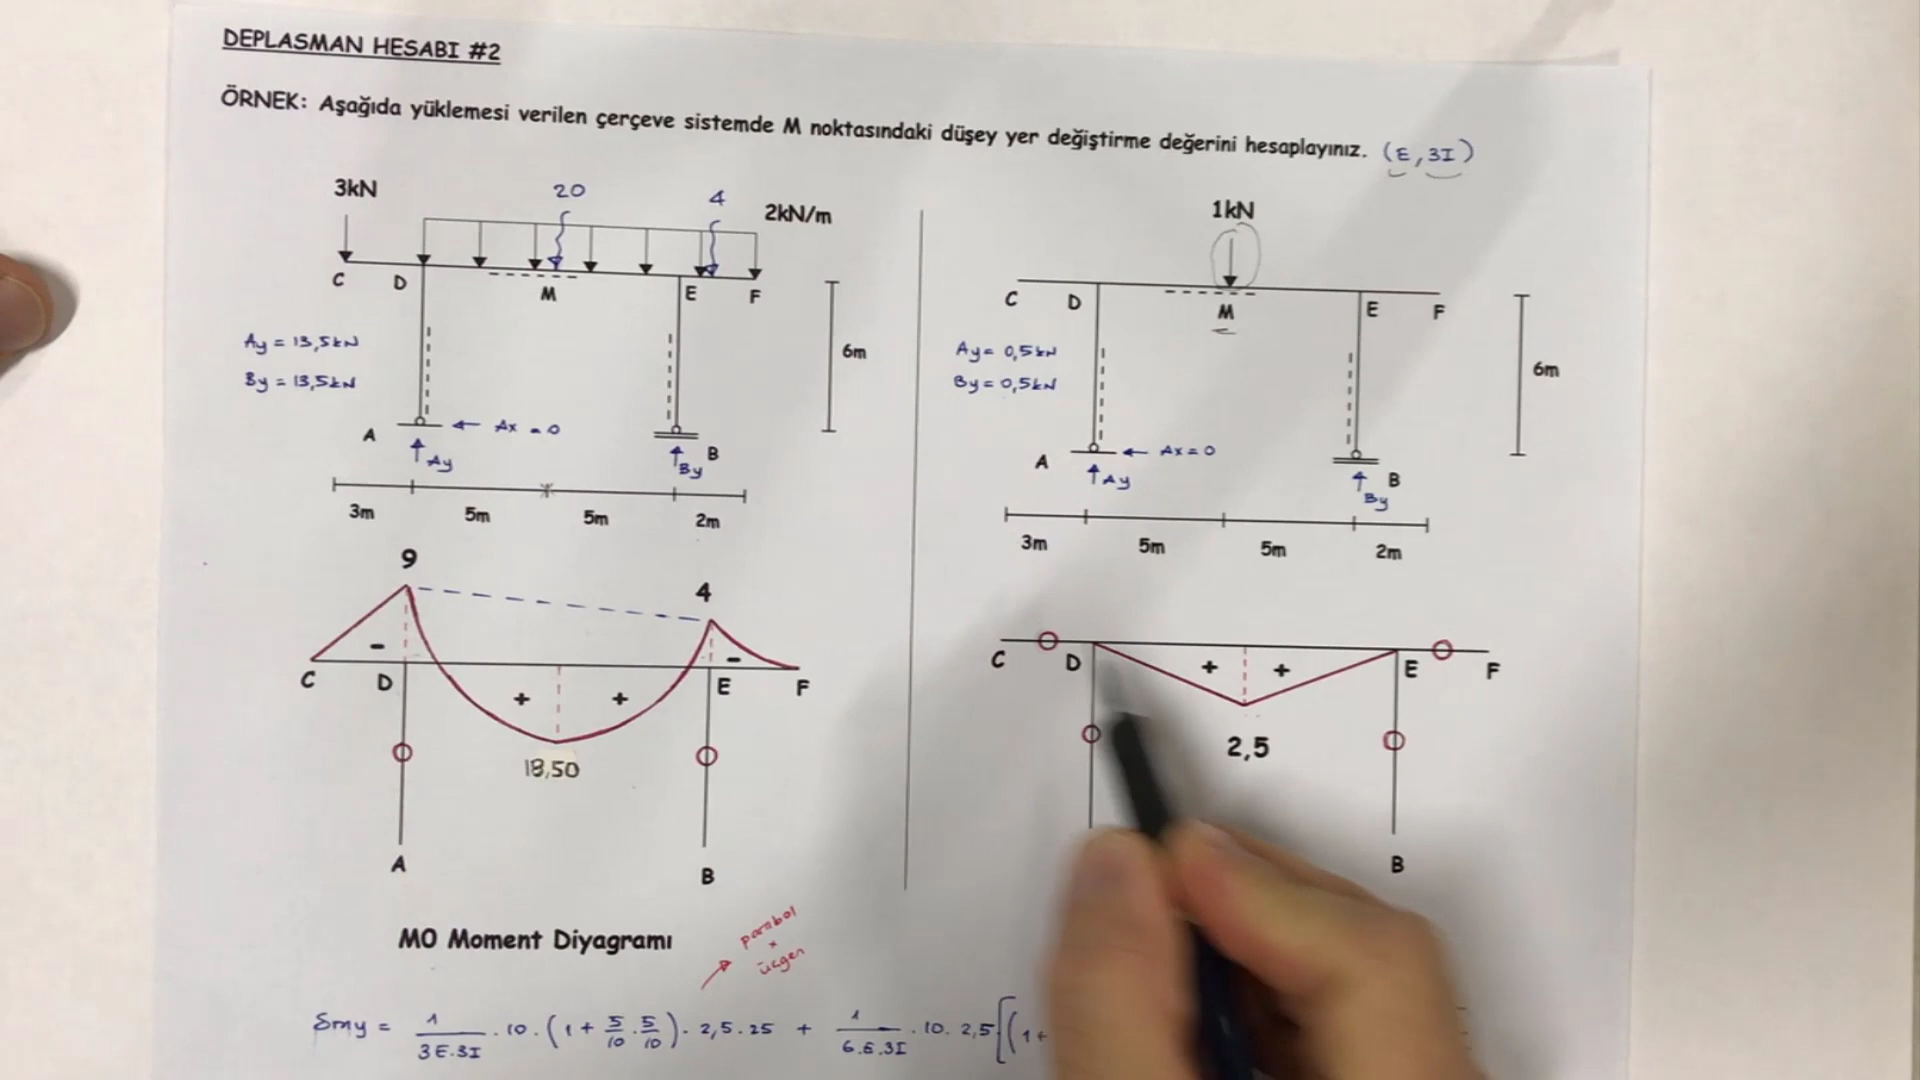 DEPLASMAN HESABI #2
ÖRNEK: Aşağıda yüklemesi verilen çerçeve sistemde M noktasındaki düşey yer değiştirme değerini hesaplayınız. (E, 3I)
3kN
20
4
2kN/m
C
D
M
E
F
Ay = 13,5kN
By = 13,5kN
6m
A
← Ax = 0
↑ Ay
↑ By
B
3m
5m
5m
2m
1kN
C
D
M
E
F
Ay = 0,5kN
By = 0,5kN
6m
A
← Ax = 0
↑ Ay
↑ By
B
3m
5m
5m
2m
9
4
-
-
C
D
E
F
+
+
18,50
A
B
C
D
+
+
E
F
2,5
B
M0 Moment Diyagramı
parabol
x
üçgen
δmy = 1/3E.3I . 10 . (1 + 5/10 . 5/10) . 2,5 . 25 + 1/6.E.3I . 10 . 2,5 [(1+